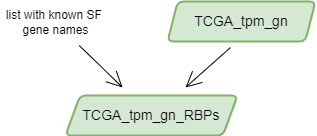 list with known SF
gene names
TCGA_tpm_gn
TCGA_tpm_gn_RBPs